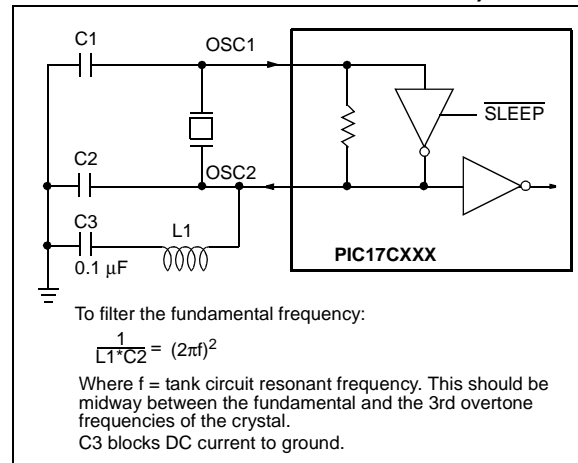 C1
OSC1
SLEEP
C2
OSC2
C3
L1
0.1 μF
PIC17CXXX
To filter the fundamental frequency:
1
L1*C2 = (2πf)2
Where f = tank circuit resonant frequency. This should be
midway between the fundamental and the 3rd overtone
frequencies of the crystal.
C3 blocks DC current to ground.